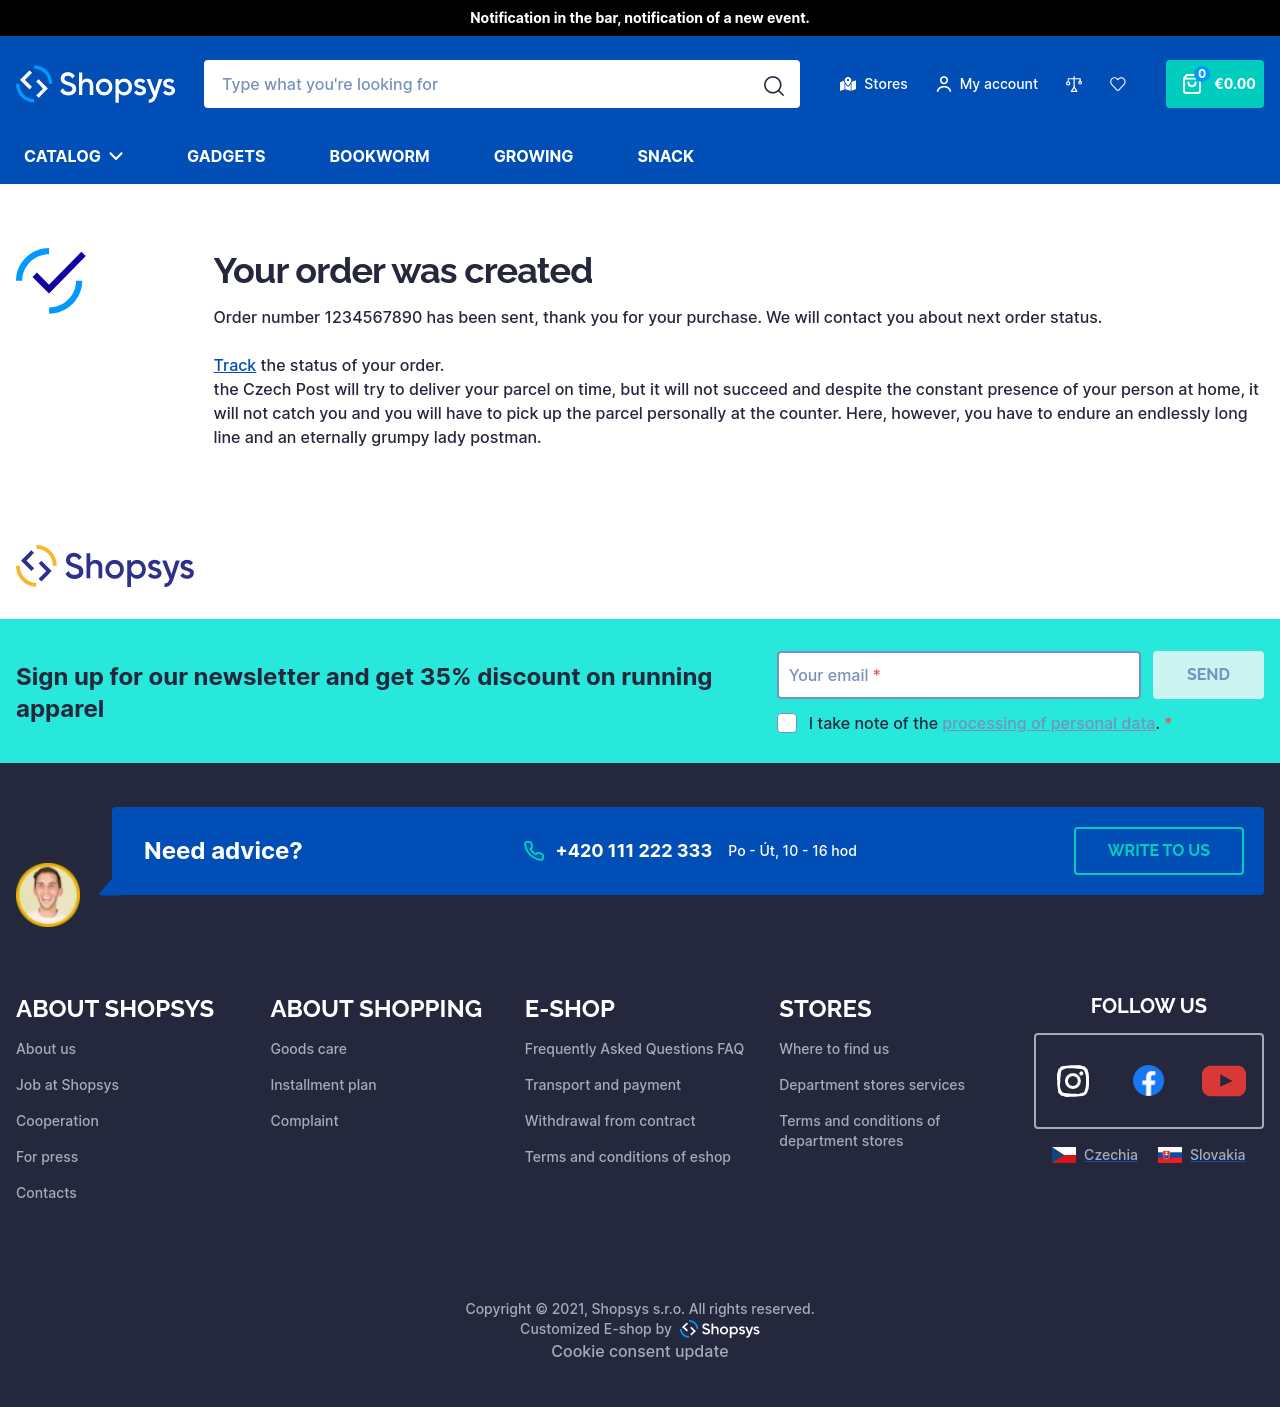 Notification in the bar, notification of a new event.
Shopsys
Type what you're looking for
Stores
My account
0
€0.00
CATALOG
GADGETS
BOOKWORM
GROWING
SNACK
Your order was created
Order number 1234567890 has been sent, thank you for your purchase. We will contact you about next order status.
Track the status of your order.
the Czech Post will try to deliver your parcel on time, but it will not succeed and despite the constant presence of your person at home, it
will not catch you and you will have to pick up the parcel personally at the counter. Here, however, you have to endure an endlessly long
line and an eternally grumpy lady postman.
Shopsys
Sign up for our newsletter and get 35% discount on running
apparel
Your email *
SEND
I take note of the processing of personal data. *
Need advice?
+420 111 222 333
Po - Út, 10 - 16 hod
WRITE TO US
ABOUT SHOPSYS
About us
Job at Shopsys
Cooperation
For press
Contacts
ABOUT SHOPPING
Goods care
Installment plan
Complaint
E-SHOP
Frequently Asked Questions FAQ
Transport and payment
Withdrawal from contract
Terms and conditions of eshop
STORES
Where to find us
Department stores services
Terms and conditions of
department stores
FOLLOW US
Czechia
Slovakia
Copyright © 2021, Shopsys s.r.o. All rights reserved.
Customized E-shop by Shopsys
Cookie consent update